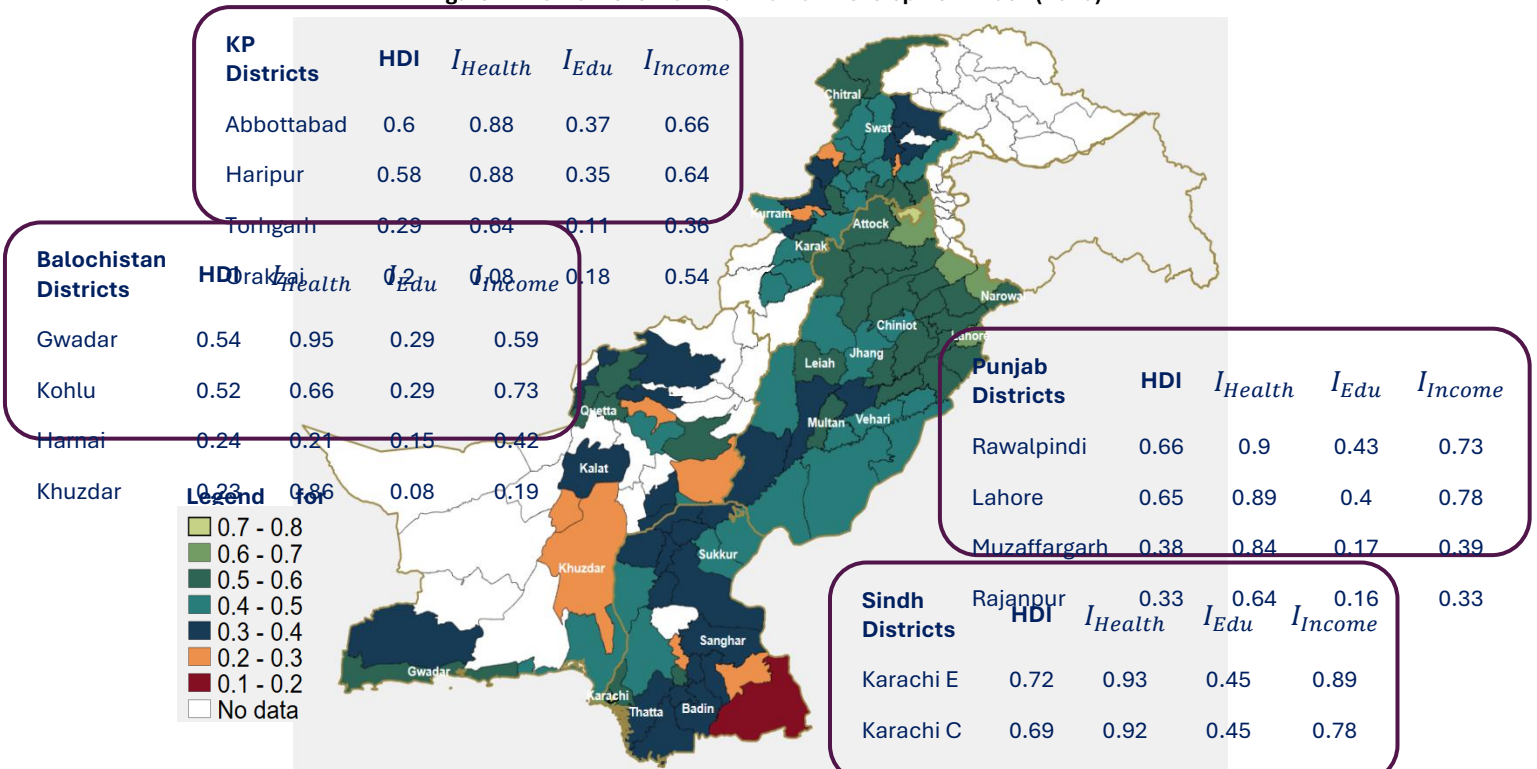 KP Districts HDI I_Health I_Edu I_Income
Abbottabad 0.6 0.88 0.37 0.66
Haripur 0.58 0.88 0.35 0.64
Torhgarh 0.29 0.64 0.11 0.36
Orakzai 0.2 0.08 0.18 0.54
Balochistan Districts HDI I_Health I_Edu I_Income
Gwadar 0.54 0.95 0.29 0.59
Kohlu 0.52 0.66 0.29 0.73
Harnai 0.24 0.21 0.15 0.42
Khuzdar 0.23 0.86 0.08 0.19
Punjab Districts HDI I_Health I_Edu I_Income
Rawalpindi 0.66 0.9 0.43 0.73
Lahore 0.65 0.89 0.4 0.78
Muzaffargarh 0.38 0.84 0.17 0.39
Rajanpur 0.33 0.64 0.16 0.33
Sindh Districts HDI I_Health I_Edu I_Income
Karachi E 0.72 0.93 0.45 0.89
Karachi C 0.69 0.92 0.45 0.78
Legend for
0.7 - 0.8
0.6 - 0.7
0.5 - 0.6
0.4 - 0.5
0.3 - 0.4
0.2 - 0.3
0.1 - 0.2
No data
Chitral
Swat
Kurram
Attock
Karak
Narowal
Chiniot
Lahore
Jhang
Leiah
Multan
Vehari
Quetta
Kalat
Sukkur
Khuzdar
Sanghar
Gwadar
Karachi
Thatta
Badin